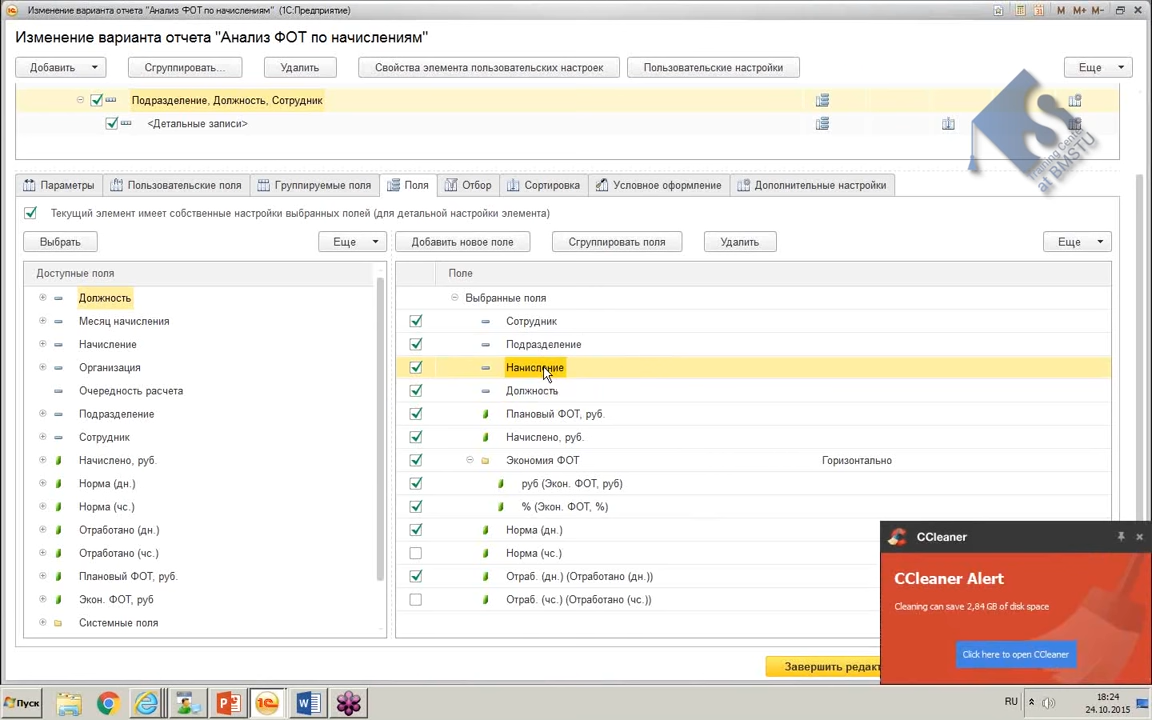 Изменение варианта отчета "Анализ ФОТ по начислениям" (1С:Предприятие)
M M+ M-
Изменение варианта отчета "Анализ ФОТ по начислениям"
Добавить Сгруппировать... Удалить Свойства элемента пользовательских настроек Пользовательские настройки Еще
Подразделение, Должность, Сотрудник
<Детальные записи>
Training Center
at BMSTU
Параметры Пользовательские поля Группируемые поля Поля Отбор Сортировка Условное оформление Дополнительные настройки
Текущий элемент имеет собственные настройки выбранных полей (для детальной настройки элемента)
Выбрать Еще Добавить новое поле Сгруппировать поля Удалить Еще
Доступные поля Поле
Должность Выбранные поля
Месяц начисления Сотрудник
Начисление Подразделение
Организация Начисление
Очередность расчета Должность
Подразделение Плановый ФОТ, руб.
Сотрудник Начислено, руб.
Начислено, руб. Экономия ФОТ Горизонтально
Норма (дн.) руб (Экон. ФОТ, руб)
Норма (чс.) % (Экон. ФОТ, %)
Отработано (дн.) Норма (дн.)
Отработано (чс.) Норма (чс.)
Плановый ФОТ, руб. Отраб. (дн.) (Отработано (дн.))
Экон. ФОТ, руб Отраб. (чс.) (Отработано (чс.))
Системные поля
CCleaner
CCleaner Alert
Cleaning can save 2,84 GB of disk space
Click here to open CCleaner
Завершить редакт
Пуск RU 18:24
24.10.2015